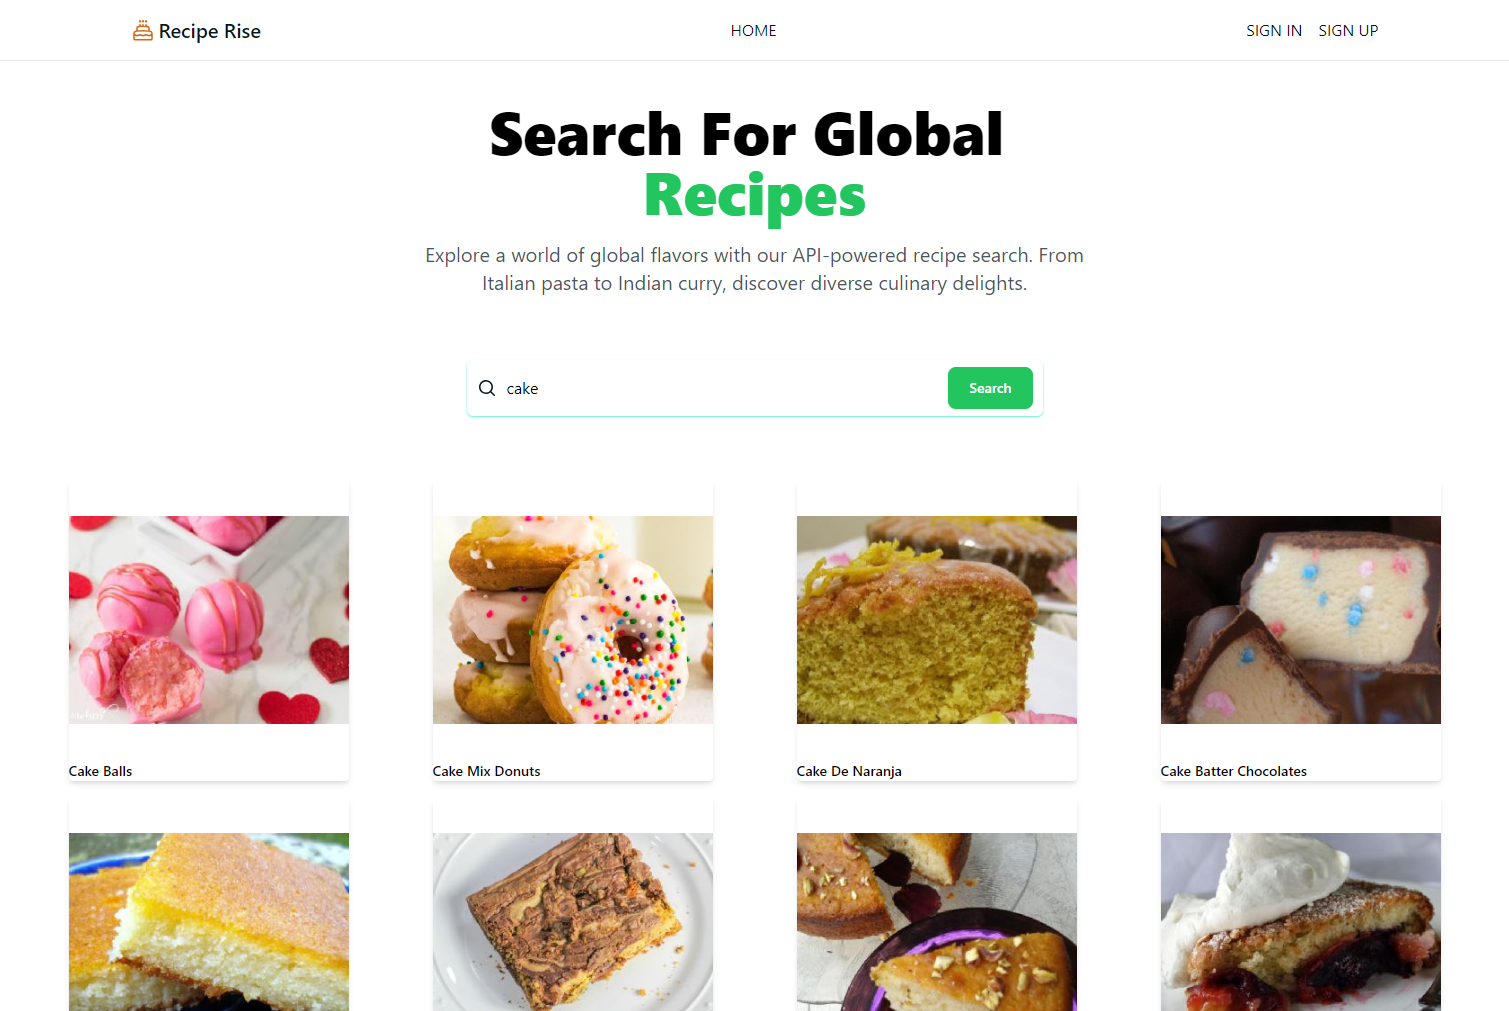 Recipe Rise
HOME
SIGN IN
SIGN UP
Search For Global
Recipes
Explore a world of global flavors with our API-powered recipe search. From
Italian pasta to Indian curry, discover diverse culinary delights.
cake
Search
Cake Balls
Cake Mix Donuts
Cake De Naranja
Cake Batter Chocolates